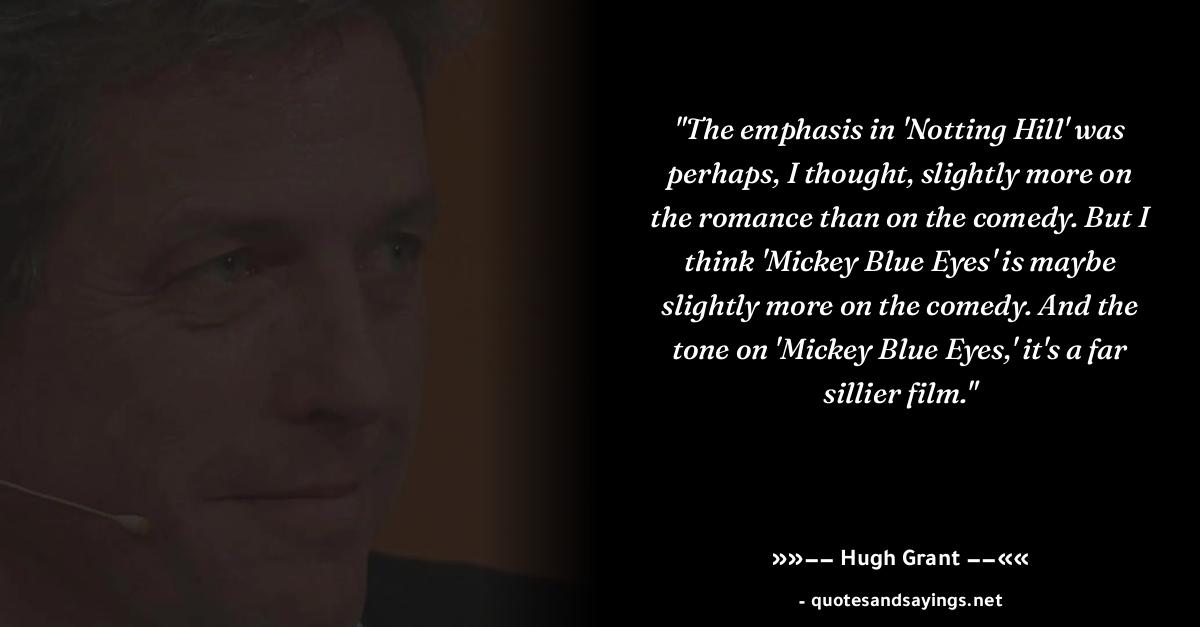 "The emphasis in 'Notting Hill' was
perhaps, I thought, slightly more on
the romance than on the comedy. But I
think 'Mickey Blue Eyes' is maybe
slightly more on the comedy. And the
tone on 'Mickey Blue Eyes,' it's a far
sillier film."
»»–– Hugh Grant ––««
- quotesandsayings.net